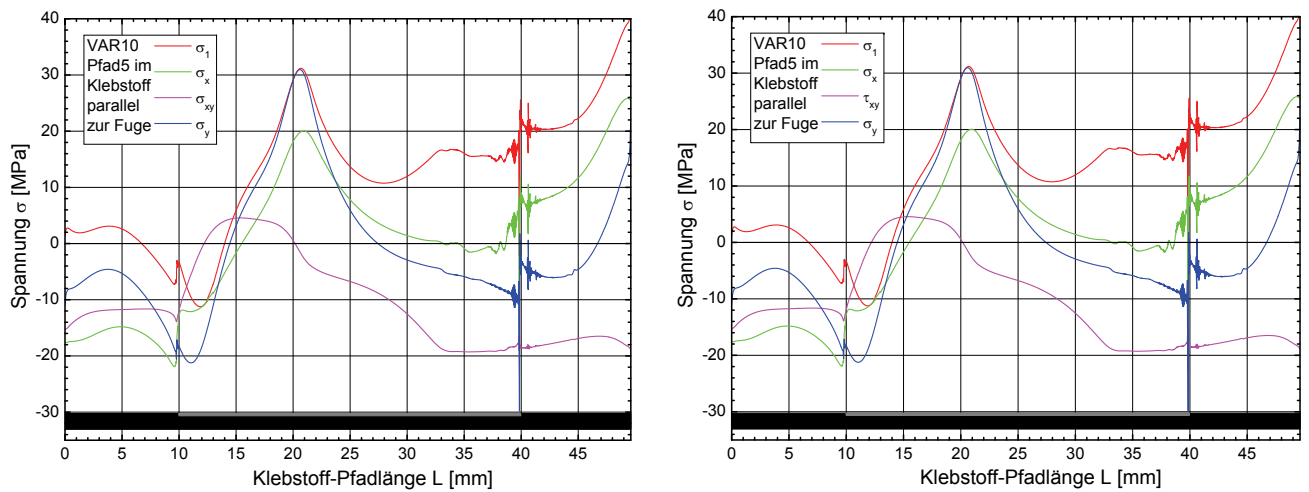 40
30
20
10
0
-10
-20
-30
Spannung σ [MPa]
VAR10
Pfad5 im
Klebstoff
parallel
zur Fuge
σ1
σx
σxy
σy
0 5 10 15 20 25 30 35 40 45
Klebstoff-Pfadlänge L [mm]
40
30
20
10
0
-10
-20
-30
Spannung σ [MPa]
VAR10
Pfad5 im
Klebstoff
parallel
zur Fuge
σ1
σx
τxy
σy
0 5 10 15 20 25 30 35 40 45
Klebstoff-Pfadlänge L [mm]